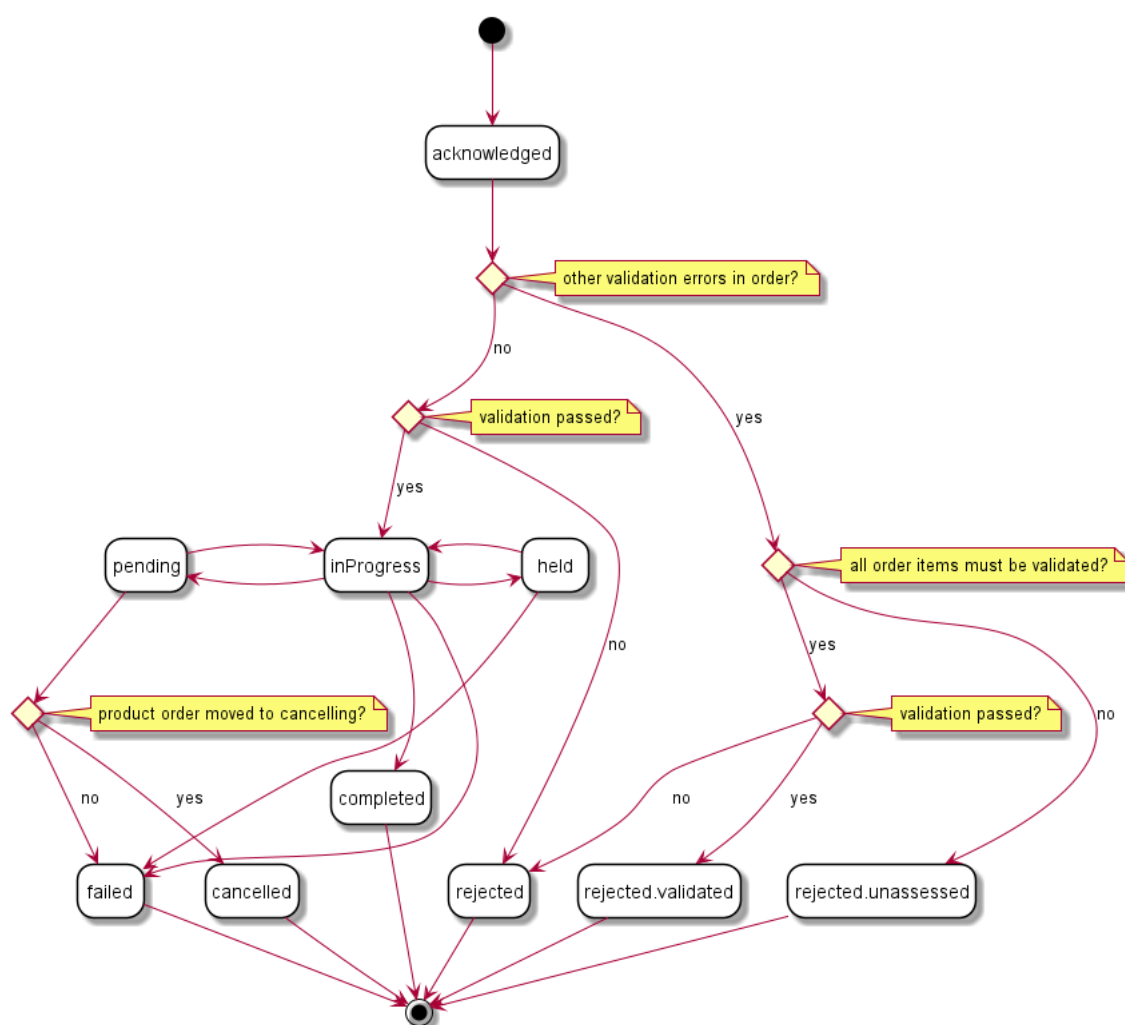 acknowledged
other validation errors in order?
no
validation passed?
yes
yes
pending
inProgress
held
all order items must be validated?
no
yes
product order moved to cancelling?
validation passed?
no
no
yes
completed
no
yes
failed
cancelled
rejected
rejected.validated
rejected.unassessed